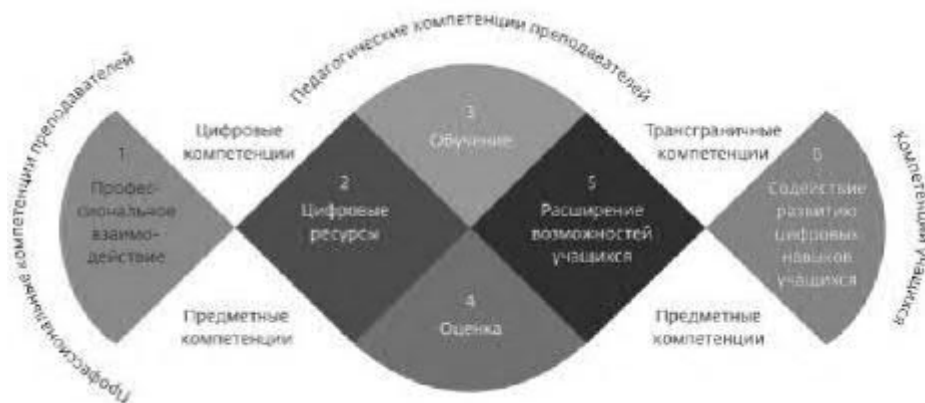 Профессиональные компетенции преподавателей
Педагогические компетенции преподавателей
Компетенции учащихся
1
Профес-
сиональное
взаимо-
действие
Цифровые
компетенции
Предметные
компетенции
2
Цифровые
ресурсы
3
Обучение
4
Оценка
5
Расширение
возможностей
учащихся
Трансграничные
компетенции
Предметные
компетенции
6
Содействие
развитию
цифровых
навыков
учащихся